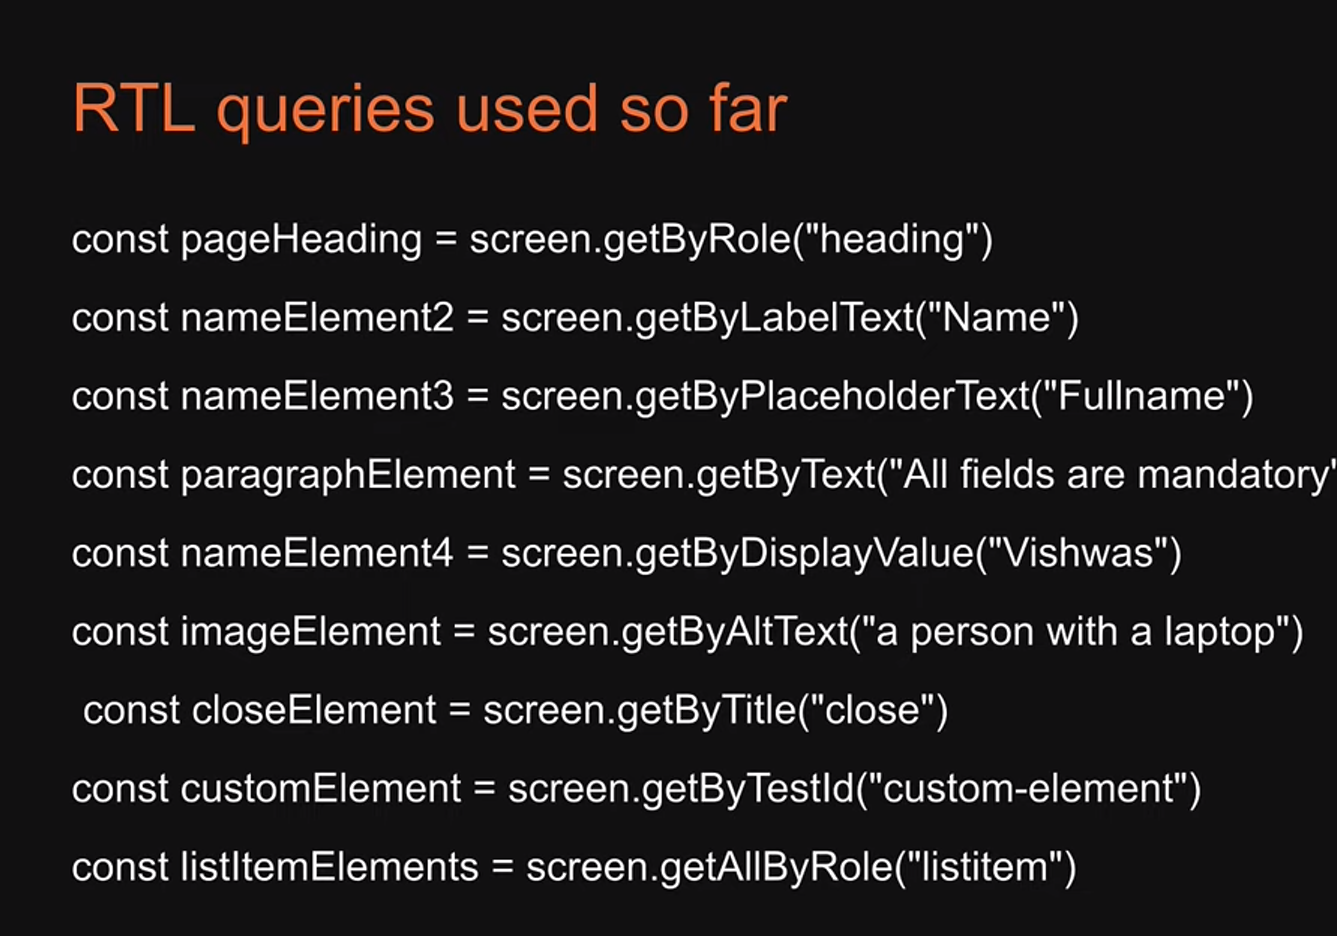 RTL queries used so far
const pageHeading = screen.getByRole("heading")
const nameElement2 = screen.getByLabelText("Name")
const nameElement3 = screen.getByPlaceholderText("Fullname")
const paragraphElement = screen.getByText("All fields are mandatory"
const nameElement4 = screen.getByDisplayValue("Vishwas")
const imageElement = screen.getByAltText("a person with a laptop")
const closeElement = screen.getByTitle("close")
const customElement = screen.getByTestId("custom-element")
const listItemElements = screen.getAllByRole("listitem")